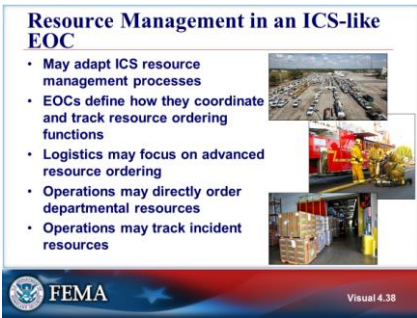 Resource Management in an ICS-like
EOC
• May adapt ICS resource
management processes
• EOCs define how they coordinate
and track resource ordering
functions
• Logistics may focus on advanced
resource ordering
• Operations may directly order
departmental resources
• Operations may track incident
resources
FEMA
Visual 4.38